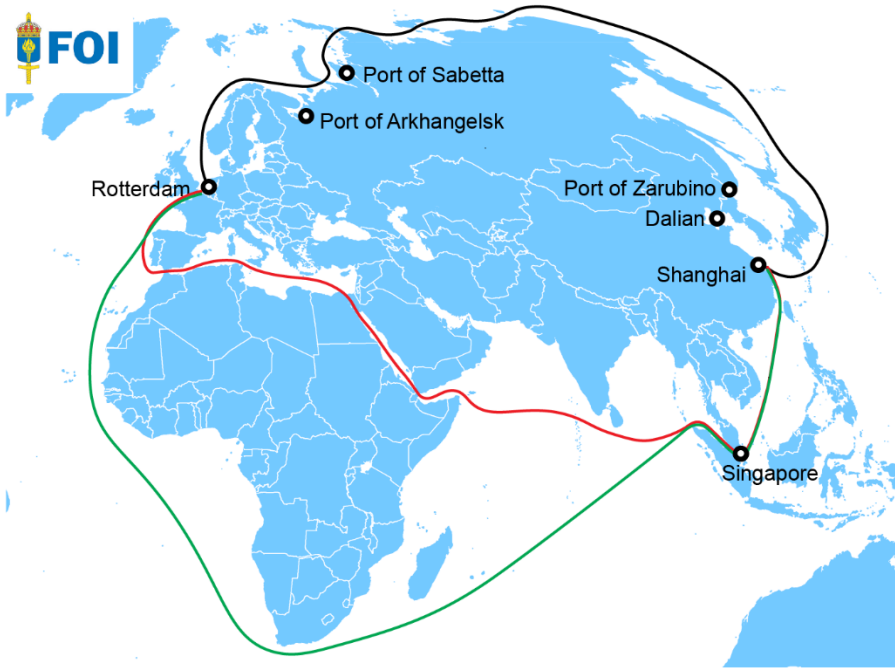 FOI
Port of Sabetta
Port of Arkhangelsk
Rotterdam
Port of Zarubino
Dalian
Shanghai
Singapore